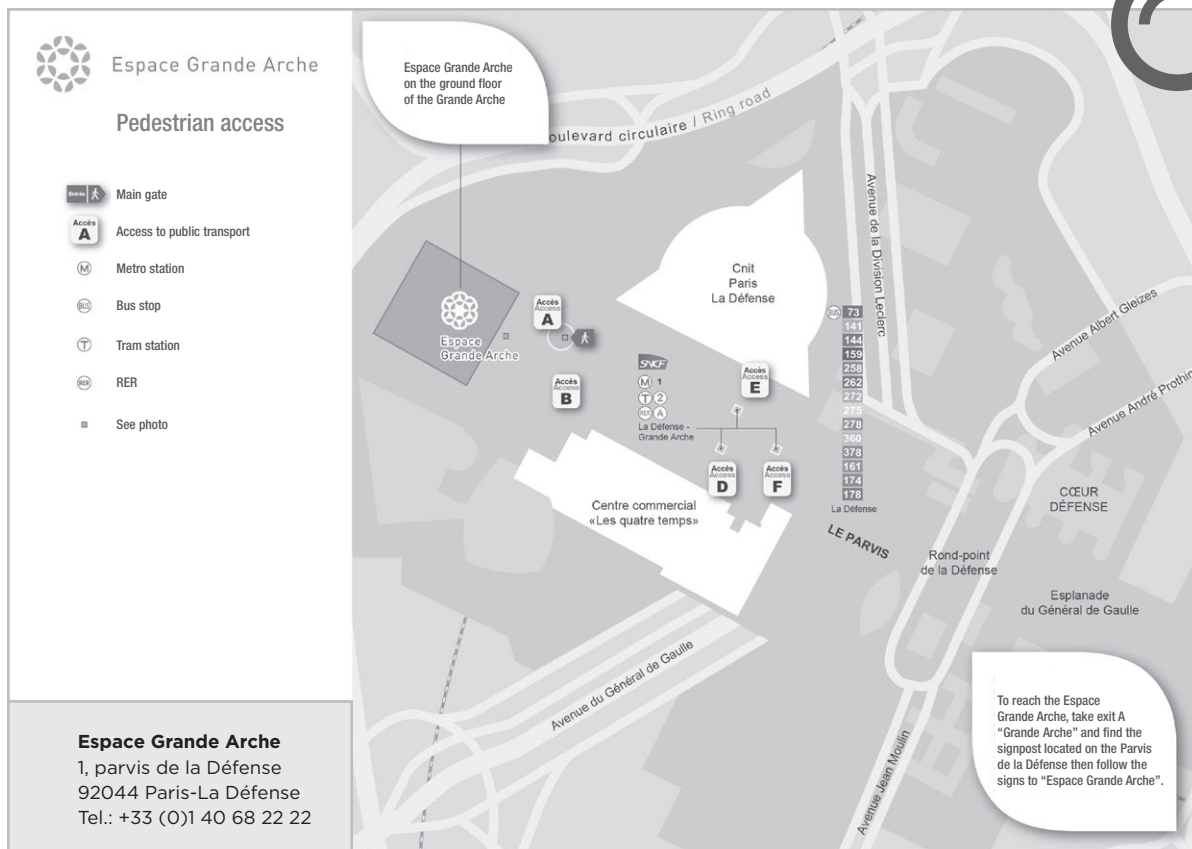 Espace Grande Arche
Pedestrian access
Entrée
Main gate
Accès
A
Access to public transport
M
Metro station
BUS
Bus stop
T
Tram station
RER
RER
See photo
Espace Grande Arche
1, parvis de la Défense
92044 Paris-La Défense
Tel.: +33 (0)1 40 68 22 22
Espace Grande Arche
on the ground floor
of the Grande Arche
oulevard circulaire / Ring road
Avenue de la Division Leclerc
Avenue Albert Gleizes
Avenue André Prothin
Cnit
Paris
La Défense
Espace
Grande Arche
Accès
Access
A
Accès
Access
B
SNCF
M 1
T 2
RER A
La Défense -
Grande Arche
Accès
Access
E
Accès
Access
D
Accès
Access
F
BUS 73
141
144
159
258
262
272
275
278
360
378
161
174
178
La Défense
LE PARVIS
Centre commercial
«Les quatre temps»
Rond-point
de la Défense
CŒUR
DÉFENSE
Esplanade
du Général de Gaulle
Avenue du Général de Gaulle
Avenue Jean Moulin
To reach the Espace
Grande Arche, take exit A
“Grande Arche” and find the
signpost located on the Parvis
de la Défense then follow the
signs to “Espace Grande Arche”.